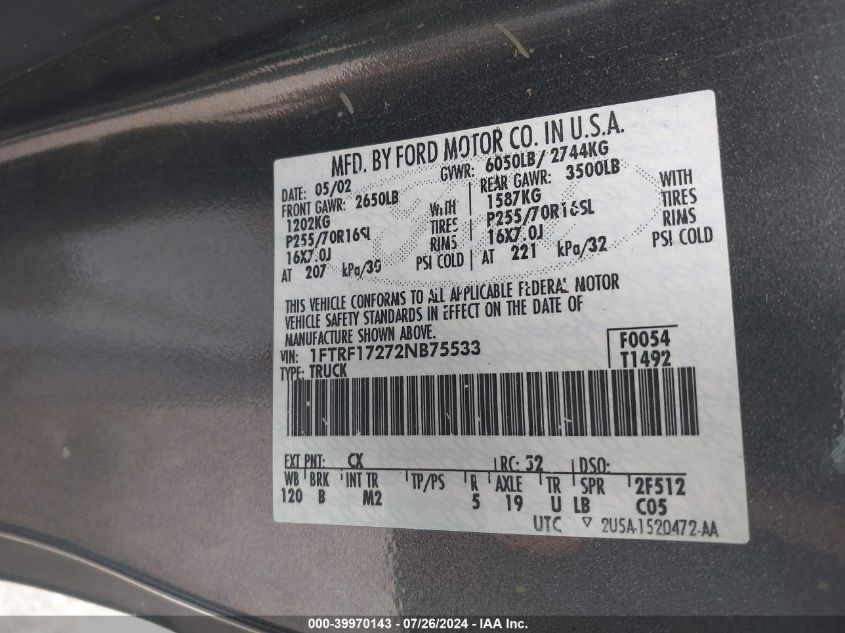 MFD. BY FORD MOTOR CO. IN U.S.A.
DATE: 05/02 GVWR: 6050LB/ 2744KG
FRONT GAWR: 2650LB REAR GAWR: 3500LB
1202KG WITH 1587KG WITH
P255/70R16SL TIRES P255/70R16SL TIRES
16X7.0J RIMS 16X7.0J RIMS
AT 207 kPa/30 PSI COLD AT 221 kPa/32 PSI COLD
THIS VEHICLE CONFORMS TO ALL APPLICABLE FEDERAL MOTOR
VEHICLE SAFETY STANDARDS IN EFFECT ON THE DATE OF
MANUFACTURE SHOWN ABOVE.
VIN: 1FTRF17272NB75533 F0054
TYPE: TRUCK T1492
EXT PNT: CX RC: 32 DSO:
WB BRK INT TR TP/PS R AXLE TR SPR 2F512
120 B M2 5 19 U LB C05
UTC ▽ 2U5A-1520472-AA
000-39970143 - 07/26/2024 - IAA Inc.